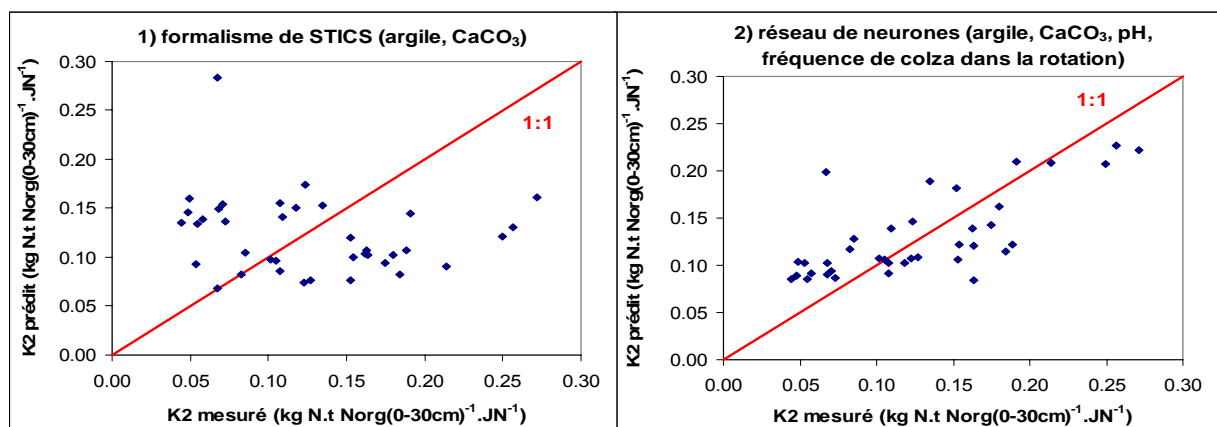 1) formalisme de STICS (argile, CaCO₃)
K2 prédit (kg N.t Norg(0-30cm)⁻¹.JN⁻¹)
0.30
0.25
0.20
0.15
0.10
0.05
0.00
1:1
0.00 0.05 0.10 0.15 0.20 0.25 0.30
K2 mesuré (kg N.t Norg(0-30cm)⁻¹.JN⁻¹)
2) réseau de neurones (argile, CaCO₃, pH,
fréquence de colza dans la rotation)
K2 prédit (kg N.t Norg(0-30cm)⁻¹.JN⁻¹)
0.30
0.25
0.20
0.15
0.10
0.05
0.00
1:1
0.00 0.05 0.10 0.15 0.20 0.25 0.30
K2 mesuré (kg N.t Norg(0-30cm)⁻¹.JN⁻¹)